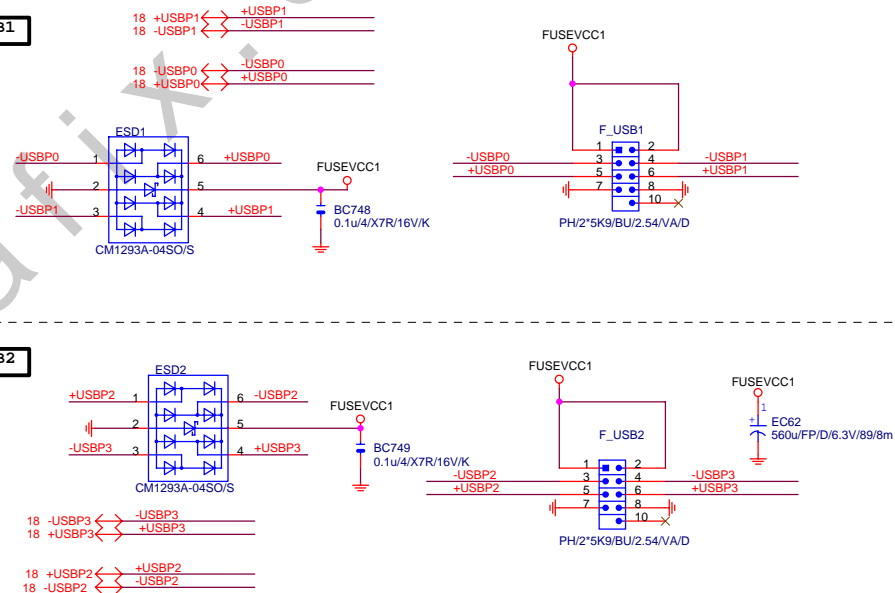 18 +USBP1 +USBP1
18 -USBP1 -USBP1
18 -USBP0 -USBP0
18 +USBP0 +USBP0
FUSEVCC1
ESD1
-USBP0 1 6 +USBP0
2 5
-USBP1 3 4 +USBP1
CM1293A-04SO/S
FUSEVCC1
BC748
0.1u/4/X7R/16V/K
F_USB1
1 2
-USBP0 3 4 -USBP1
+USBP0 5 6 +USBP1
7 8
10
PH/2*5K9/BU/2.54/VA/D
ESD2
+USBP2 1 6 -USBP2
2 5
-USBP3 3 4 +USBP3
CM1293A-04SO/S
FUSEVCC1
BC749
0.1u/4/X7R/16V/K
FUSEVCC1
F_USB2
1 2
-USBP2 3 4 -USBP3
+USBP2 5 6 +USBP3
7 8
10
PH/2*5K9/BU/2.54/VA/D
FUSEVCC1
1
+
EC62
560u/FP/D/6.3V/89/8m
18 -USBP3 -USBP3
18 +USBP3 +USBP3
18 +USBP2 +USBP2
18 -USBP2 -USBP2